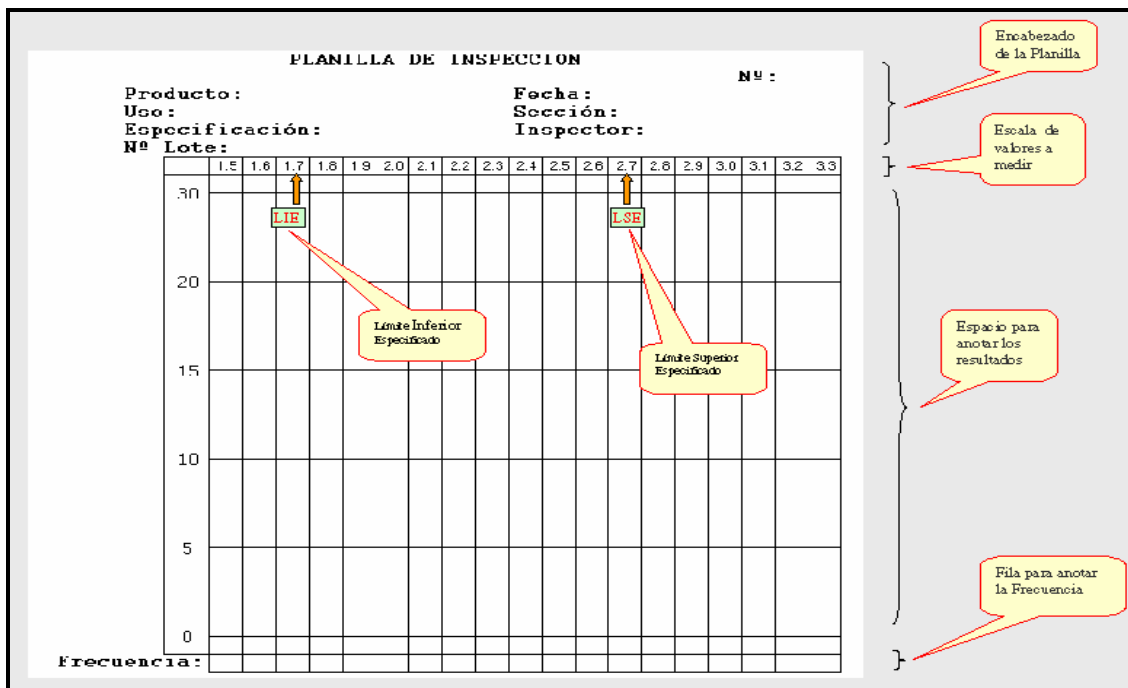 PLANILLA DE INSPECCION
Nº:
Producto:
Fecha:
Uso:
Sección:
Especificación:
Inspector:
Nº Lote:
1.5 1.6 1.7 1.8 1.9 2.0 2.1 2.2 2.3 2.4 2.5 2.6 2.7 2.8 2.9 3.0 3.1 3.2 3.3
30
LIE
LSE
20
15
10
5
0
Frecuencia:
Límite Inferior
Especificado
Límite Superior
Especificado
Encabezado
de la Planilla
Escala de
valores a
medir
Espacio para
anotar los
resultados
Fila para anotar
la Frecuencia